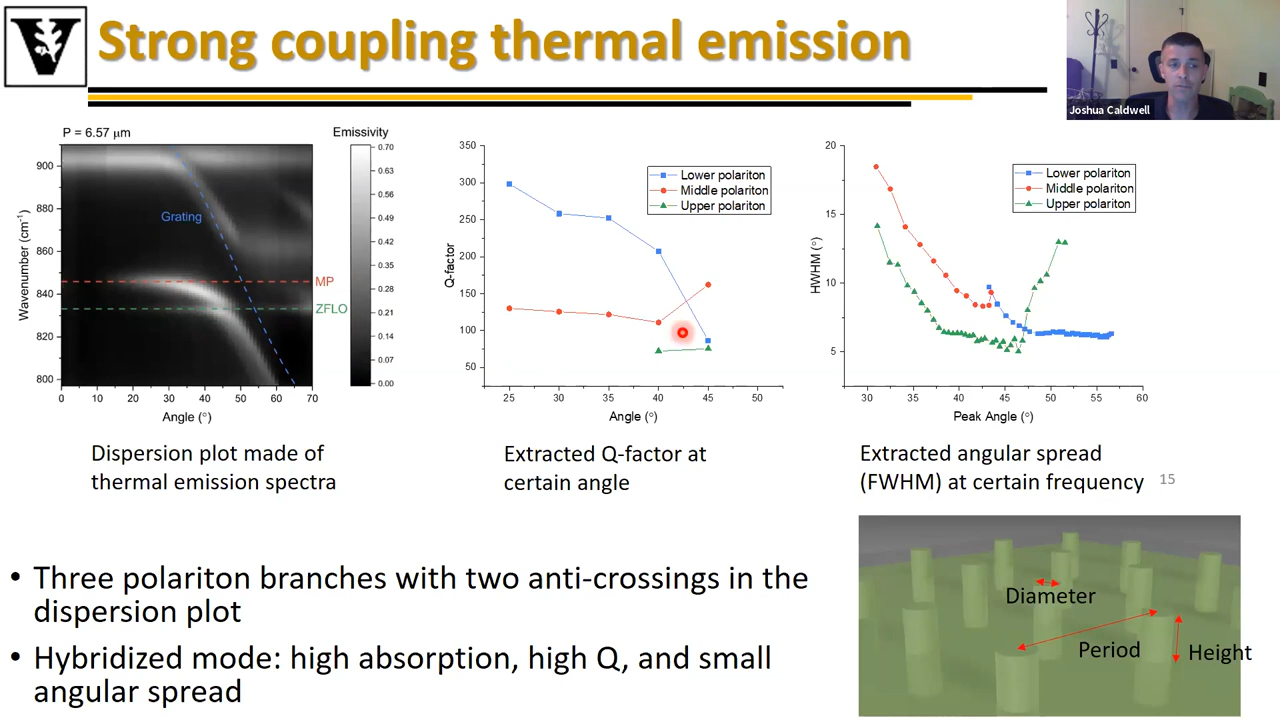 Strong coupling thermal emission
Joshua Caldwell
P = 6.57 μm
Emissivity
900
880
860
840
820
800
Wavenumber (cm⁻¹)
Grating
MP
ZFLO
0 10 20 30 40 50 60 70
Angle (°)
0.70
0.63
0.56
0.49
0.42
0.35
0.28
0.21
0.14
0.07
0.00
350
300
250
200
150
100
50
Q-factor
Lower polariton
Middle polariton
Upper polariton
25 30 35 40 45 50
Angle (°)
20
15
10
5
HWHM (°)
Lower polariton
Middle polariton
Upper polariton
30 35 40 45 50 55 60
Peak Angle (°)
Dispersion plot made of
thermal emission spectra
Extracted Q-factor at
certain angle
Extracted angular spread
(FWHM) at certain frequency
15
• Three polariton branches with two anti-crossings in the
dispersion plot
• Hybridized mode: high absorption, high Q, and small
angular spread
Diameter
Period
Height